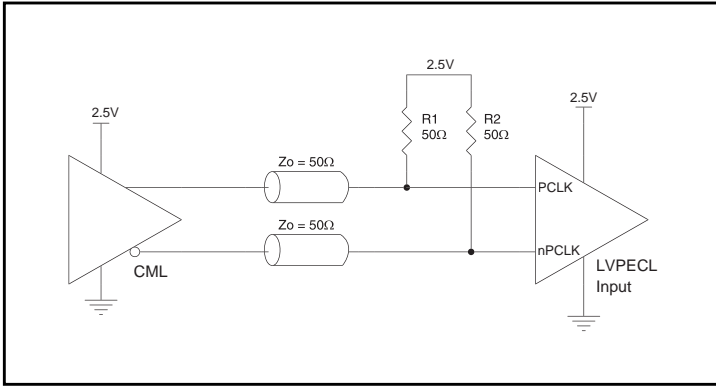 2.5V
2.5V
2.5V
R1
50Ω
R2
50Ω
Zo = 50Ω
Zo = 50Ω
PCLK
nPCLK
CML
LVPECL
Input